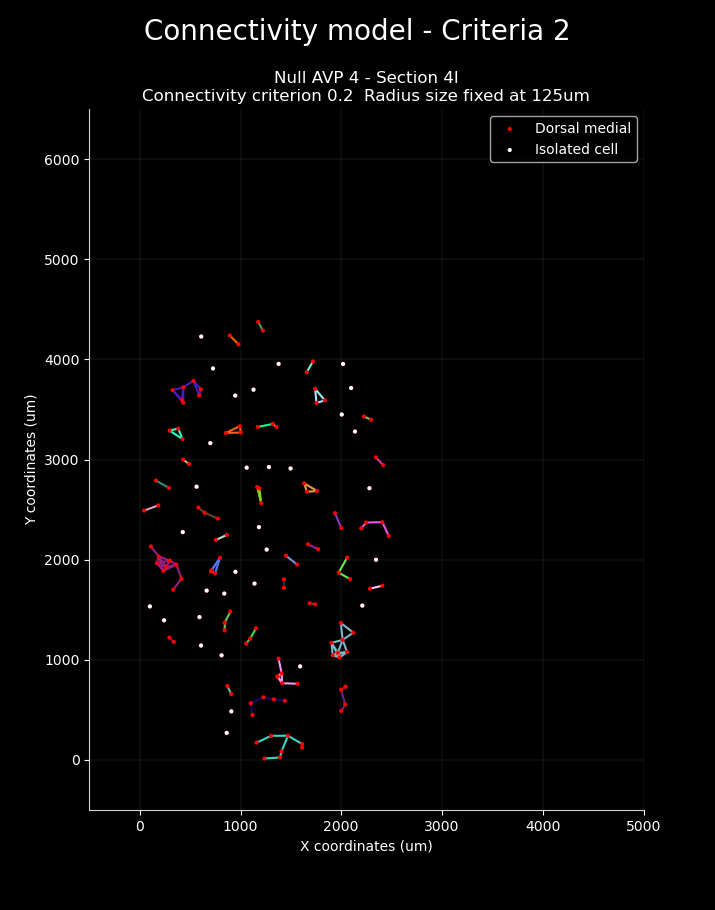 Connectivity model - Criteria 2
Null AVP 4 - Section 4I
Connectivity criterion 0.2  Radius size fixed at 125um
Dorsal medial
Isolated cell
6000
5000
4000
3000
2000
1000
0
Y coordinates (um)
0 1000 2000 3000 4000 5000
X coordinates (um)